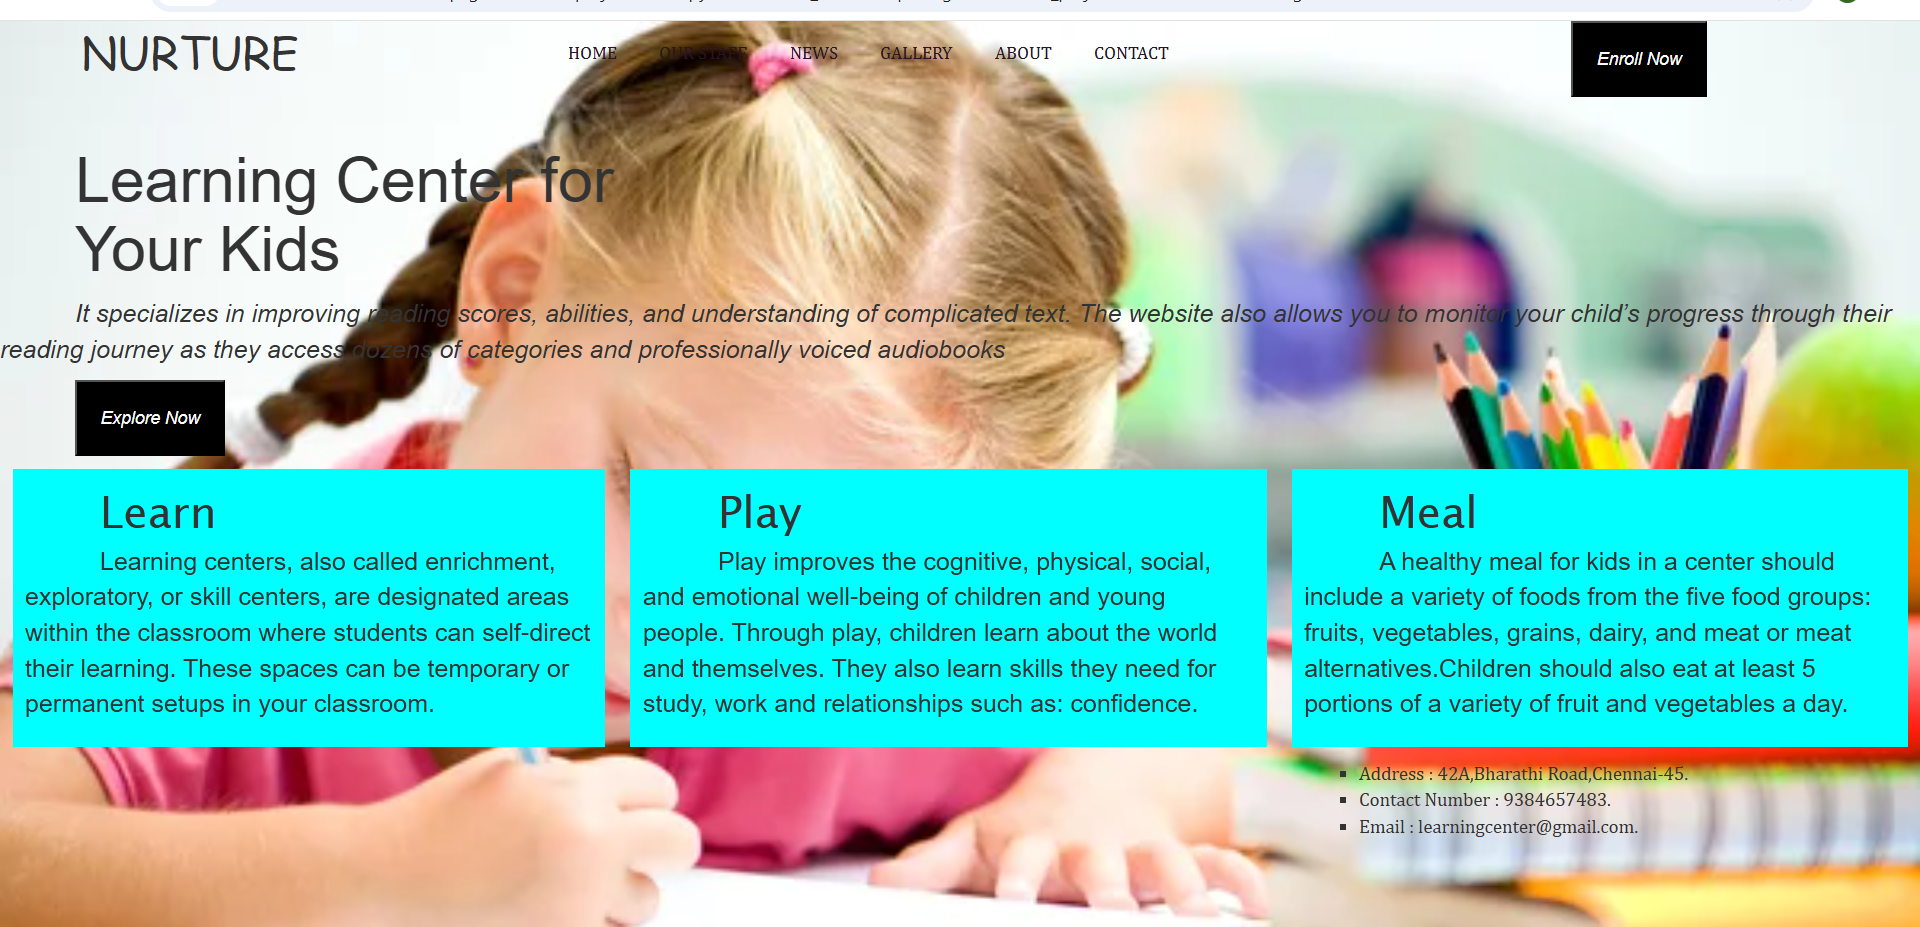 NURTURE
HOME OUR STAFF NEWS GALLERY ABOUT CONTACT
Enroll Now
Learning Center for
Your Kids
It specializes in improving reading scores, abilities, and understanding of complicated text. The website also allows you to monitor your child’s progress through their
reading journey as they access dozens of categories and professionally voiced audiobooks
Explore Now
Learn
Learning centers, also called enrichment,
exploratory, or skill centers, are designated areas
within the classroom where students can self-direct
their learning. These spaces can be temporary or
permanent setups in your classroom.
Play
Play improves the cognitive, physical, social,
and emotional well-being of children and young
people. Through play, children learn about the world
and themselves. They also learn skills they need for
study, work and relationships such as: confidence.
Meal
A healthy meal for kids in a center should
include a variety of foods from the five food groups:
fruits, vegetables, grains, dairy, and meat or meat
alternatives.Children should also eat at least 5
portions of a variety of fruit and vegetables a day.
Address : 42A,Bharathi Road,Chennai-45.
Contact Number : 9384657483.
Email : learningcenter@gmail.com.